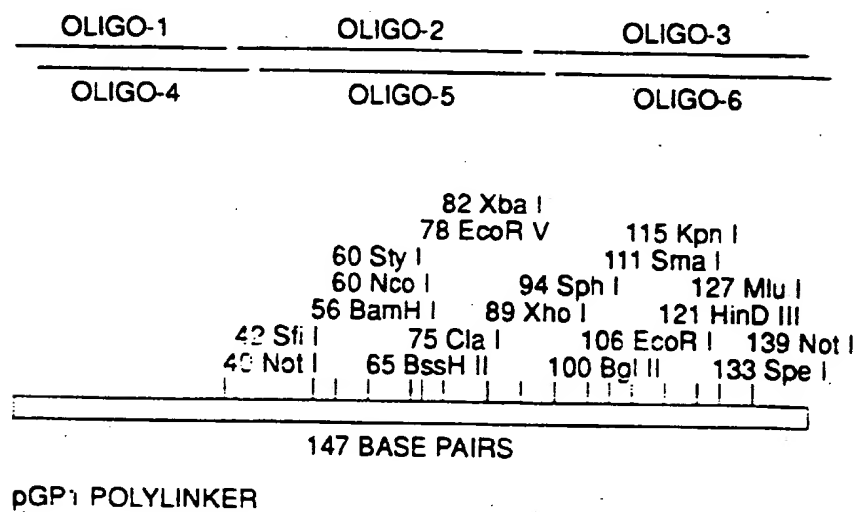 OLIGO-1 OLIGO-2 OLIGO-3
OLIGO-4 OLIGO-5 OLIGO-6
82 Xba I
78 EcoR V 115 Kpn I
60 Sty I 111 Sma I
60 Nco I 94 Sph I 127 Mlu I
56 BamH I 89 Xho I 121 HinD III
42 Sfi I 75 Cla I 106 EcoR I 139 Not I
Not I 65 BssH II 100 Bgl II 133 Spe I
147 BASE PAIRS
pGP1 POLYLINKER